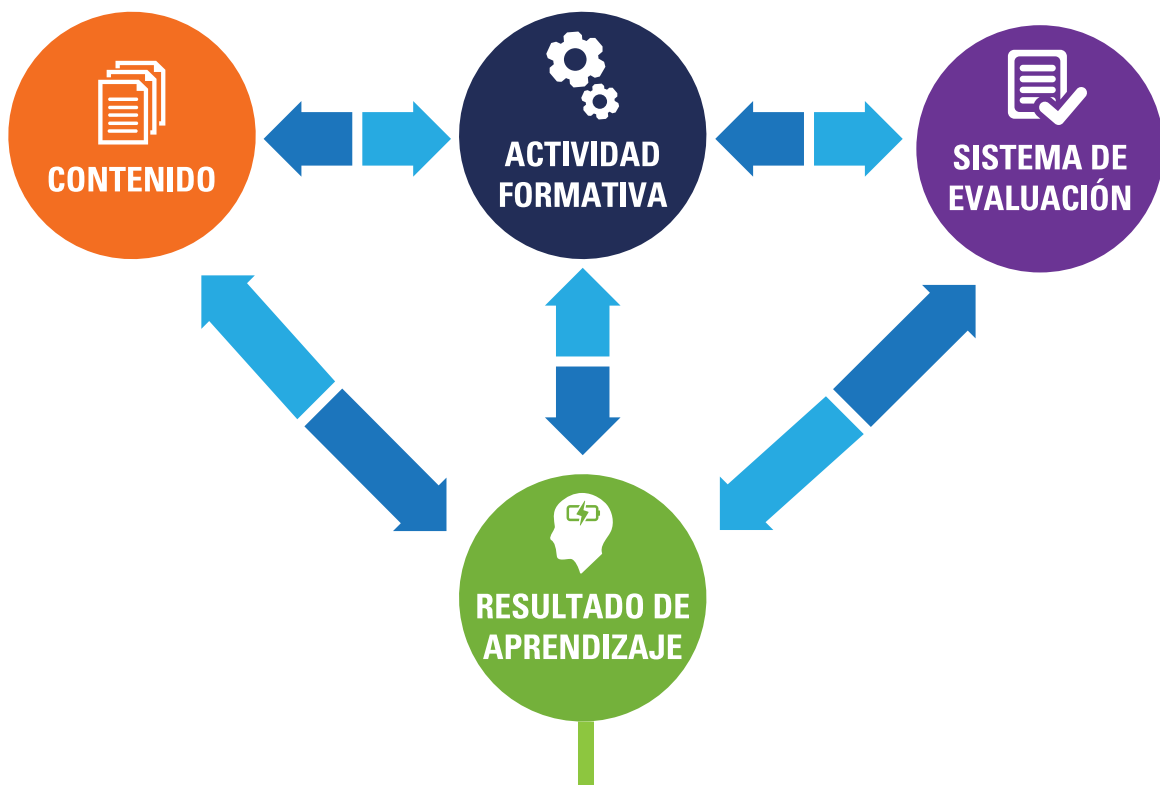 CONTENIDO
ACTIVIDAD
FORMATIVA
SISTEMA DE
EVALUACIÓN
RESULTADO DE
APRENDIZAJE